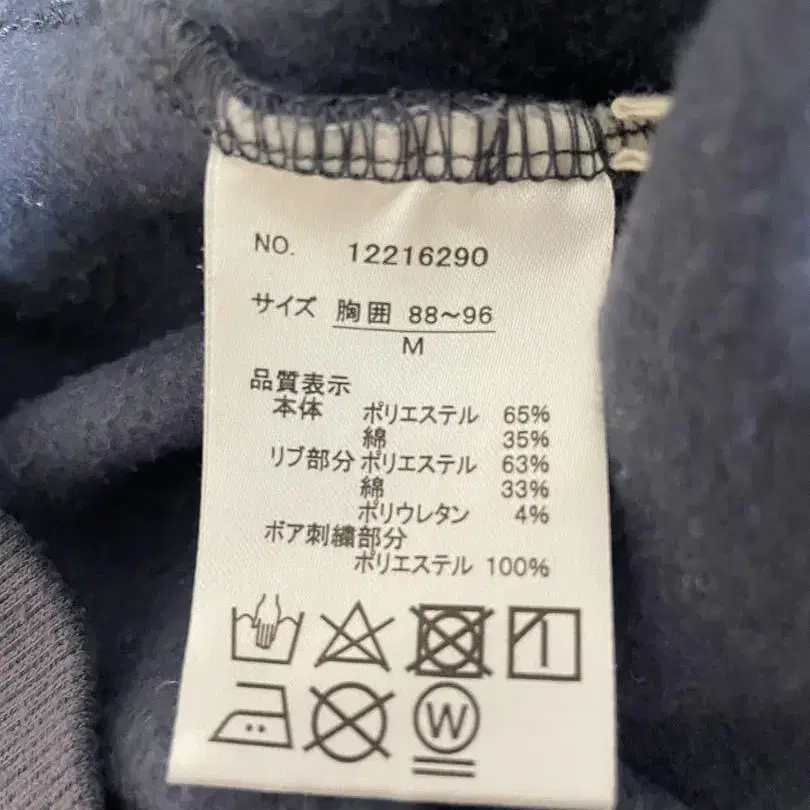 NO. 12216290
サイズ 胸囲 88～96
M
品質表示
本体 ポリエステル 65%
綿 35%
リブ部分 ポリエステル 63%
綿 33%
ポリウレタン 4%
ボア刺繍部分
ポリエステル 100%
W